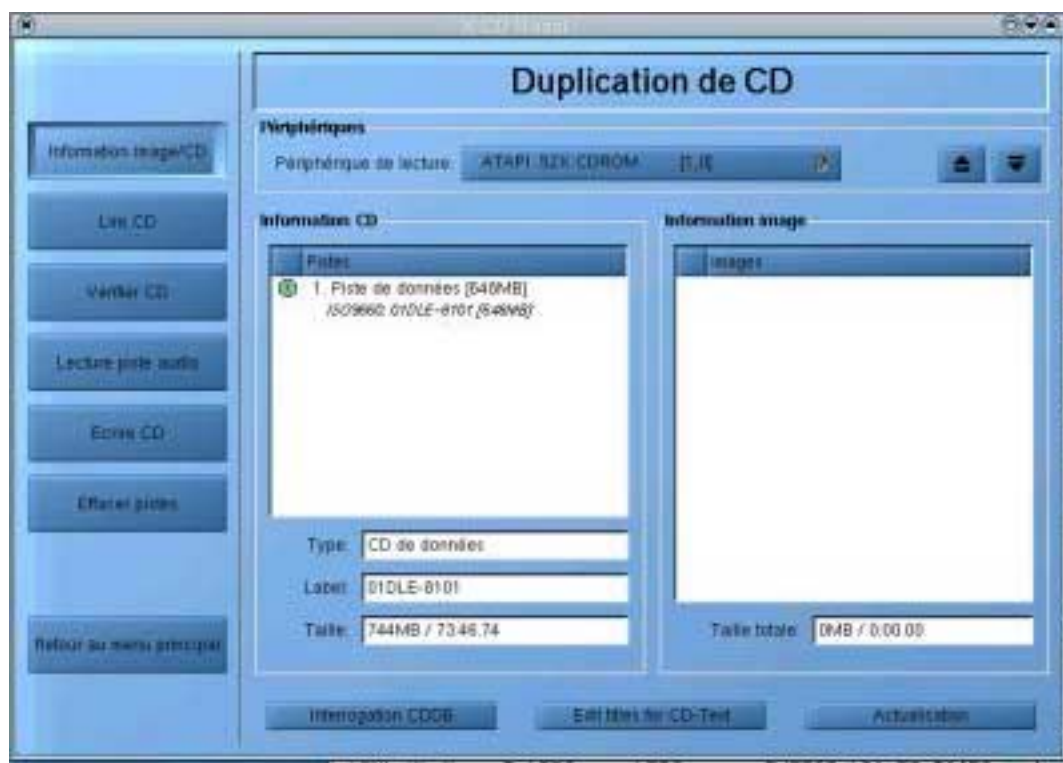 Duplication de CD
Information Image/CD
Lire CD
Vérifier CD
Lecture piste audio
Ecrire CD
Effacer pistes
Retour au menu principal
Périphériques
Périphérique de lecture: ATAPI 52X CDROM
Information CD
Pistes
1. Piste de données [646MB]
ISO9660: 01DLE-8101 [646MB]
Type: CD de données
Label: 01DLE-8101
Taille: 744MB / 73:46.74
Information image
Images
Taille totale: 0MB / 0:00.00
Interrogation CDDB
Edit titles for CD-Text
Actualisation